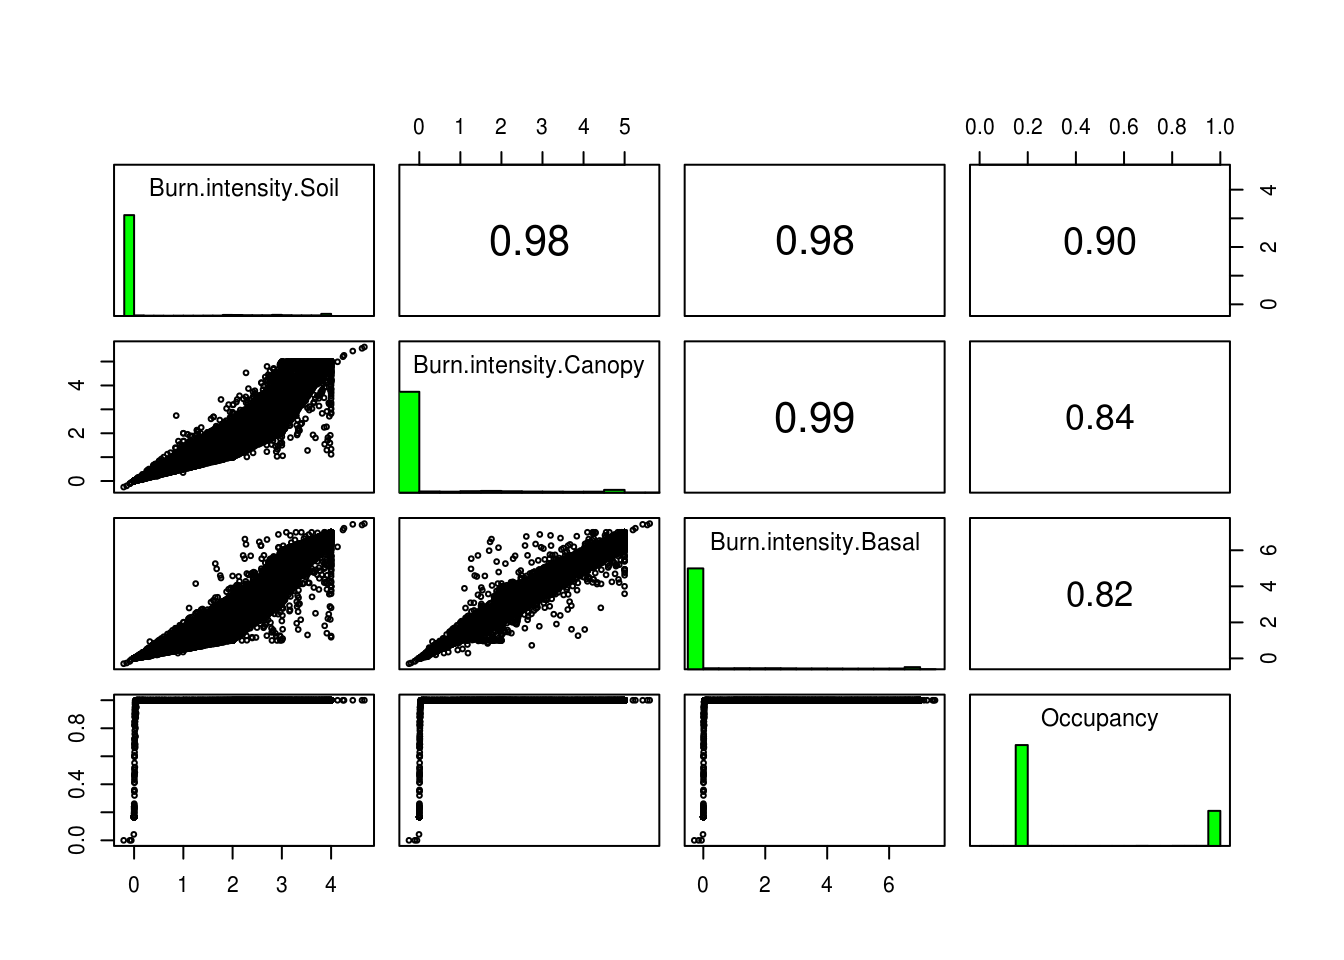 0 1 2 3 4 5
0.0 0.2 0.4 0.6 0.8 1.0
Burn.intensity.Soil
0.98
0.98
0.90
0 2 4
Burn.intensity.Canopy
0.99
0.84
0 2 4
Burn.intensity.Basal
0.82
0 2 4 6
Occupancy
0.0 0.4 0.8
0 1 2 3 4
0 2 4 6